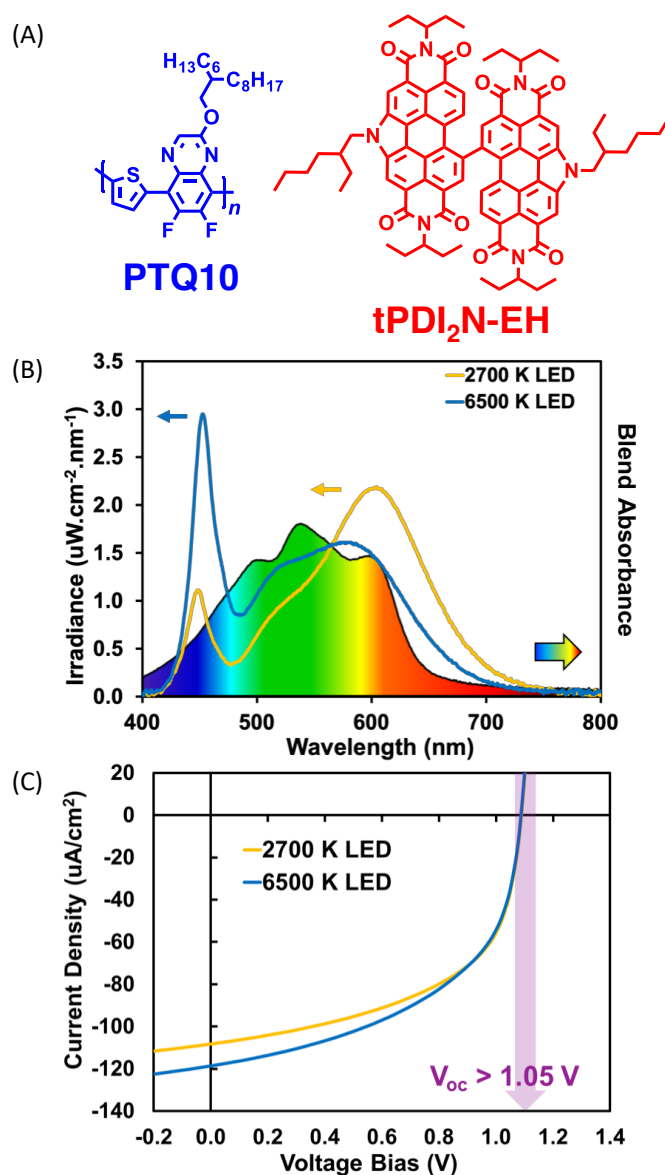 (A)
H13C6
C8H17
O
N N
S
n
F F
PTQ10
O N O O N O
N
N
O N O O N O
tPDI2N-EH
(B)
3.5
3.0
2.5
2.0
1.5
1.0
0.5
0.0
Irradiance (uW.cm-2.nm-1)
2700 K LED
6500 K LED
Blend Absorbance
400 500 600 700 800
Wavelength (nm)
(C)
20
0
-20
-40
-60
-80
-100
-120
-140
Current Density (uA/cm2)
2700 K LED
6500 K LED
Voc > 1.05 V
-0.2 0.0 0.2 0.4 0.6 0.8 1.0 1.2 1.4
Voltage Bias (V)